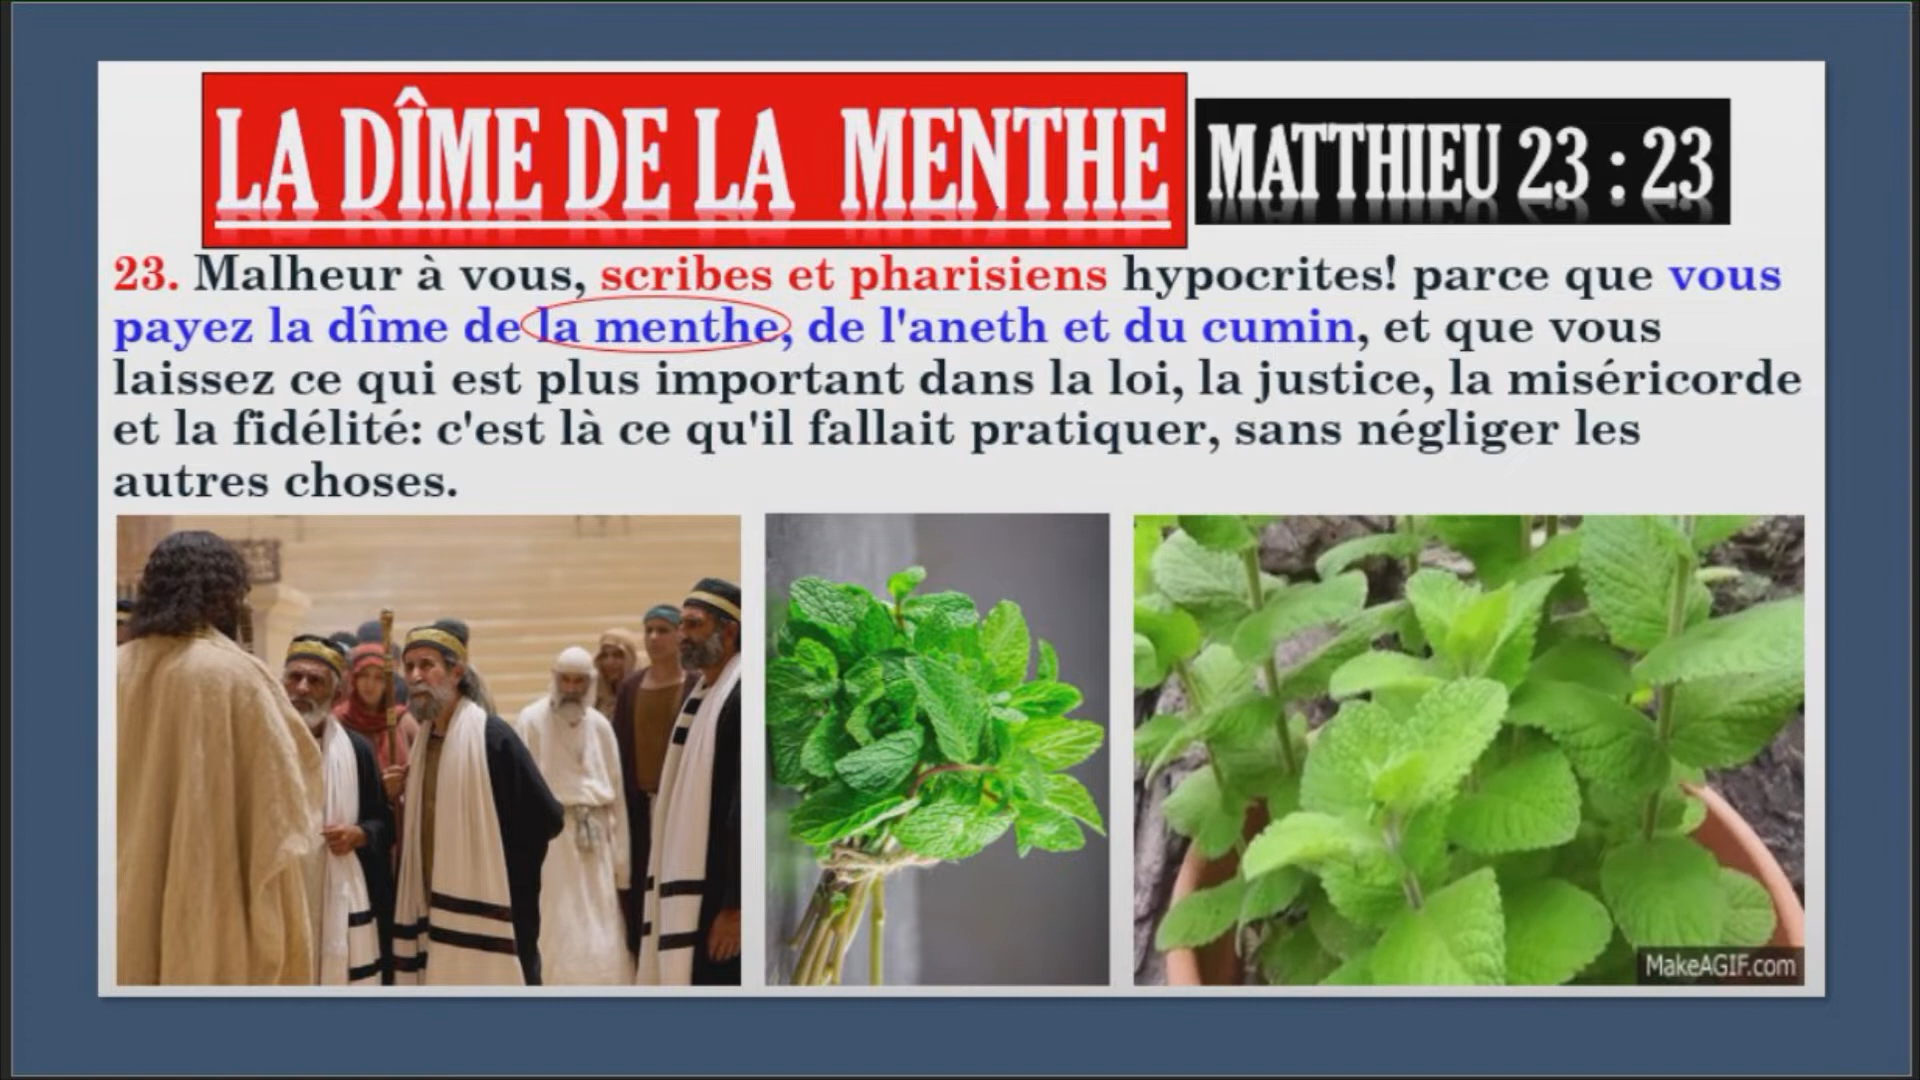 LA DÎME DE LA MENTHE
MATTHIEU 23 : 23
23. Malheur à vous, scribes et pharisiens hypocrites! parce que vous
payez la dîme de la menthe, de l'aneth et du cumin, et que vous
laissez ce qui est plus important dans la loi, la justice, la miséricorde
et la fidélité: c'est là ce qu'il fallait pratiquer, sans négliger les
autres choses.
MakeAGIF.com